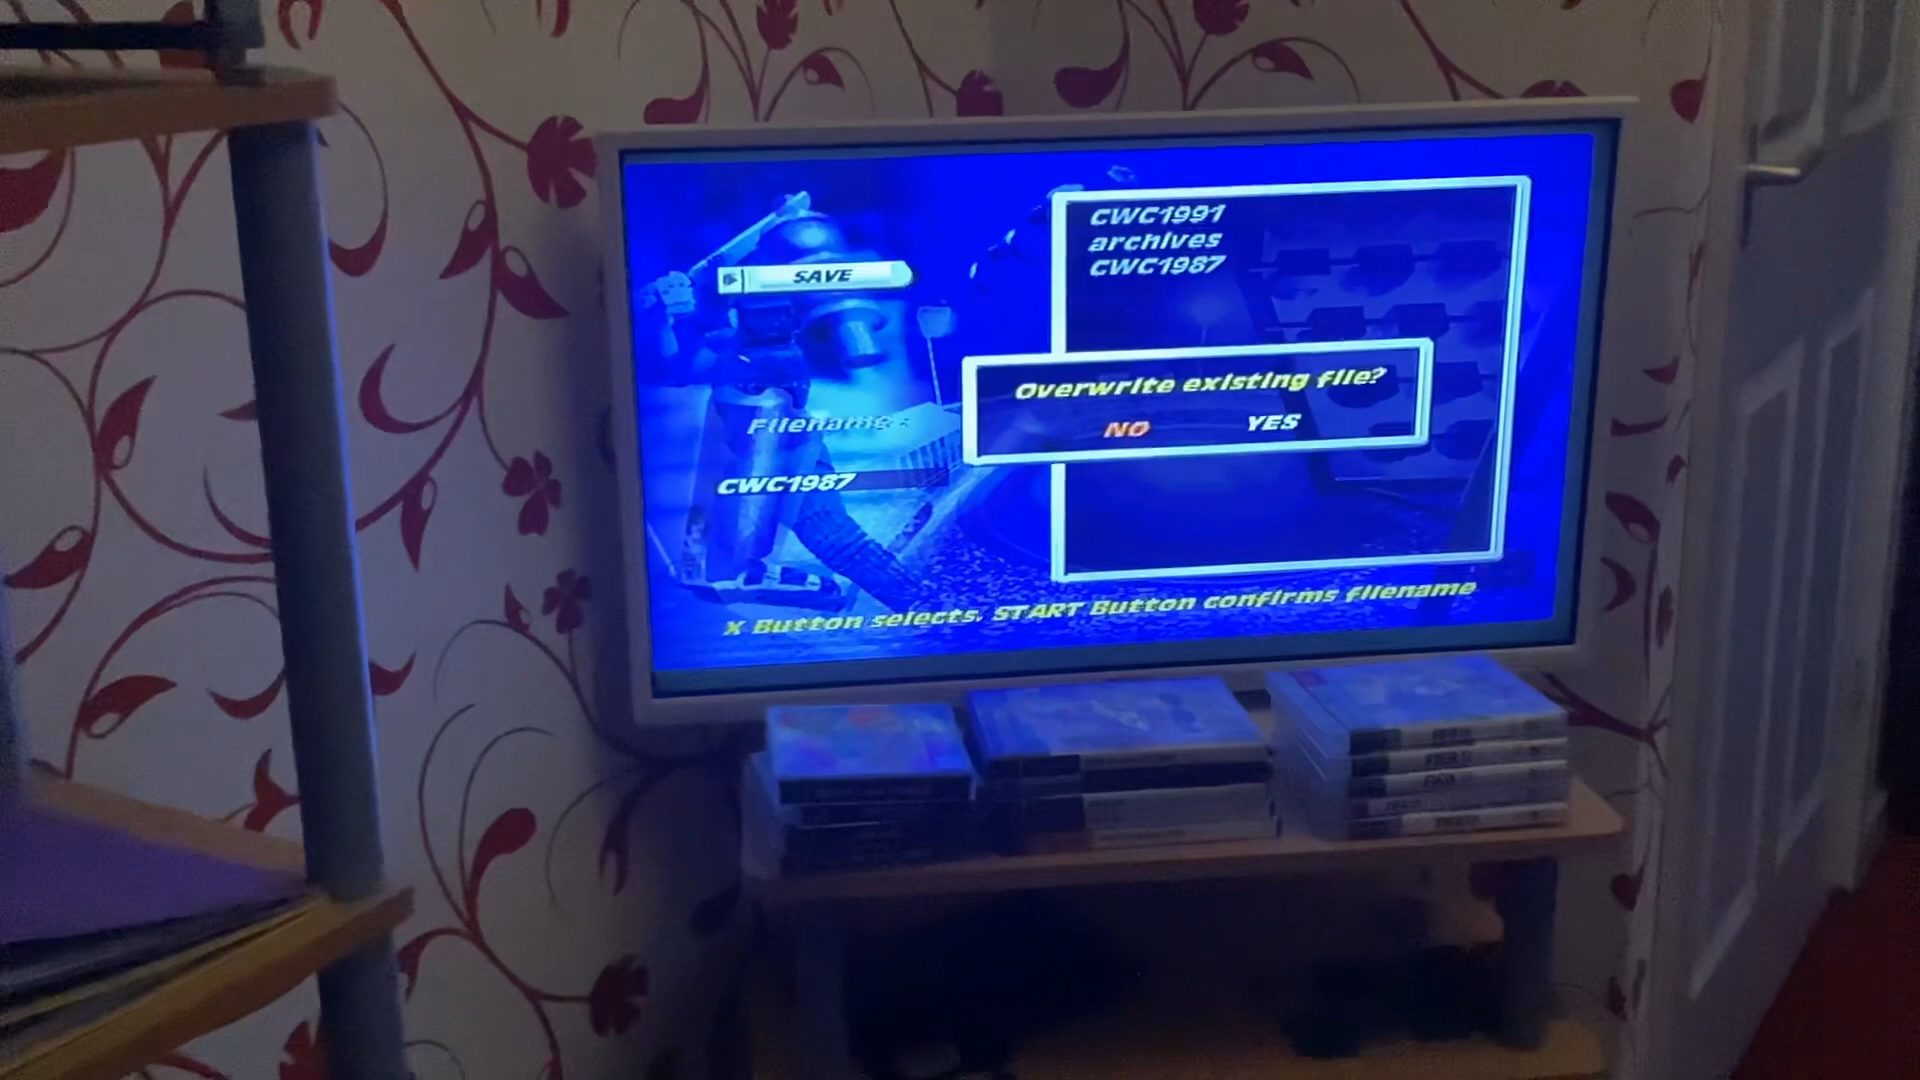 CWC1991
archives
CWC1987
SAVE
Overwrite existing file?
NO YES
Filename:
CWC1987
X Button selects. START Button confirms filename